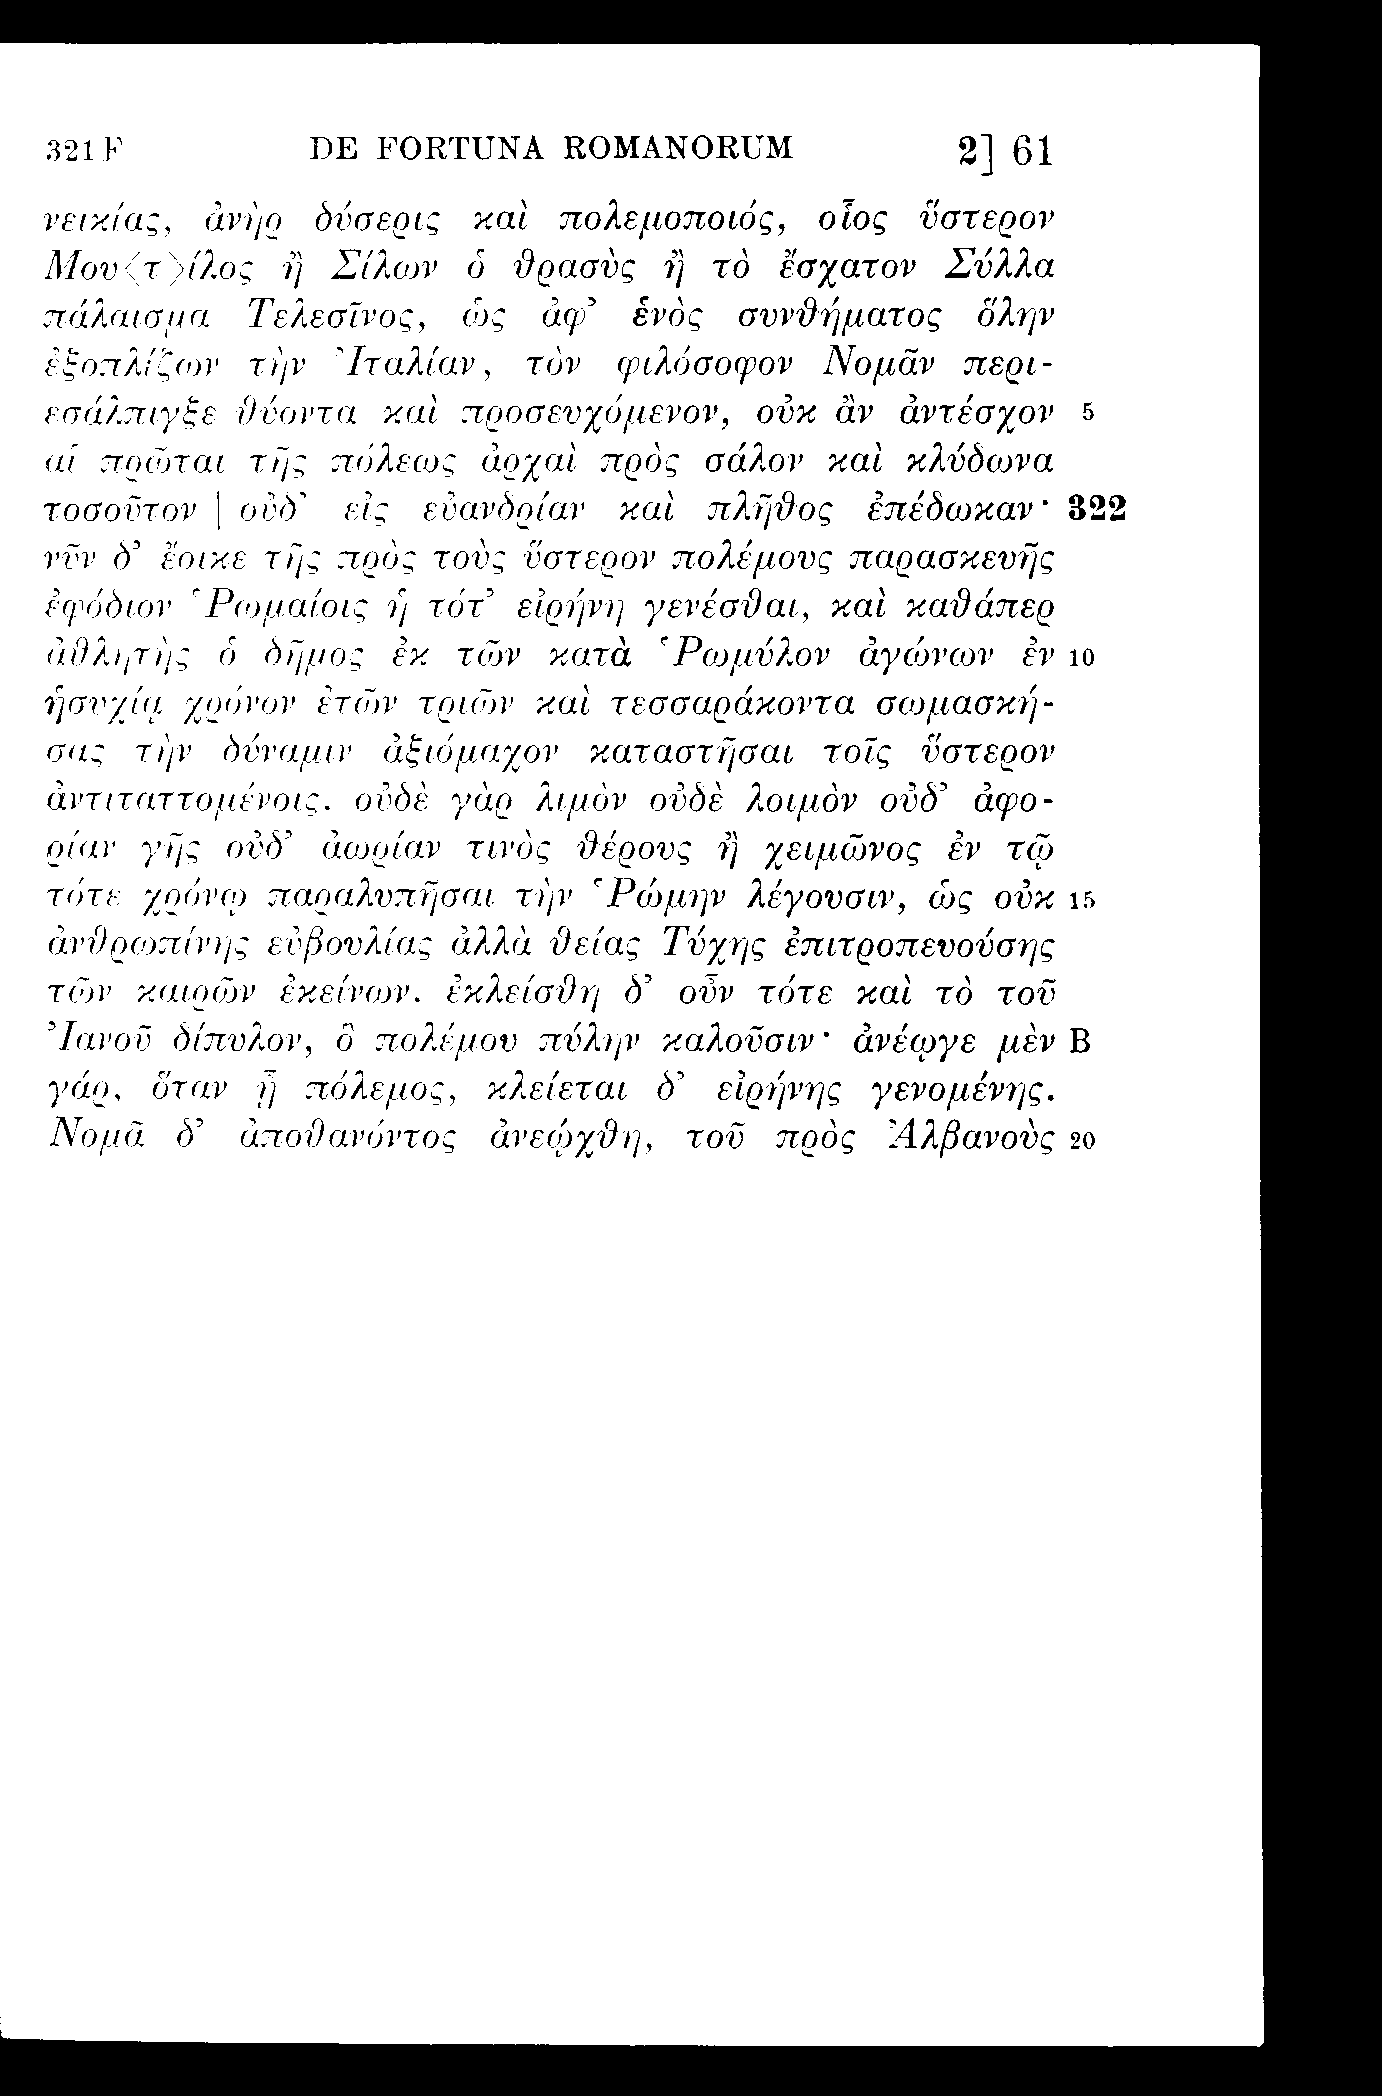 321 F DE FORTUNA ROMANORUM 2] 61
νεικίας, ἀνὴρ δύσερις καὶ πολεμοποιός, οἷος ὕστερον
Μου⟨τ⟩ίλος ἢ Σίλων ὁ θρασὺς ἢ τὸ ἔσχατον Σύλλα
πάλαισμα Τελεσῖνος, ὡς ἀφ’ ἑνὸς συνθήματος ὅλην
ἐξοπλίζων τὴν Ἰταλίαν, τὸν φιλόσοφον Νομᾶν περι-
εσάλπιγξε θύοντα καὶ προσευχόμενον, οὐκ ἂν ἀντέσχον 5
αἱ πρῶται τῆς πόλεως ἀρχαὶ πρὸς σάλον καὶ κλύδωνα
τοσοῦτον | οὐδ’ εἰς εὐανδρίαν καὶ πλῆθος ἐπέδωκαν· 322
νῦν δ’ ἔοικε τῆς πρὸς τοὺς ὕστερον πολέμους παρασκευῆς
ἐφόδιον Ῥωμαίοις ἡ τότ’ εἰρήνη γενέσθαι, καὶ καθάπερ
ἀθλητὴς ὁ δῆμος ἐκ τῶν κατὰ Ῥωμύλον ἀγώνων ἐν 10
ἡσυχίᾳ χρόνον ἐτῶν τριῶν καὶ τεσσαράκοντα σωμασκή-
σας τὴν δύναμιν ἀξιόμαχον καταστῆσαι τοῖς ὕστερον
ἀντιταττομένοις. οὐδὲ γὰρ λιμὸν οὐδὲ λοιμὸν οὐδ’ ἀφο-
ρίαν γῆς οὐδ’ ἀωρίαν τινὸς θέρους ἢ χειμῶνος ἐν τῷ
τότε χρόνῳ παραλυπῆσαι τὴν Ῥώμην λέγουσιν, ὡς οὐκ 15
ἀνθρωπίνης εὐβουλίας ἀλλὰ θείας Τύχης ἐπιτροπευούσης
τῶν καιρῶν ἐκείνων. ἐκλείσθη δ’ οὖν τότε καὶ τὸ τοῦ
Ἰανοῦ δίπυλον, ὃ πολέμου πύλην καλοῦσιν· ἀνέῳγε μὲν B
γάρ, ὅταν ᾖ πόλεμος, κλείεται δ’ εἰρήνης γενομένης.
Νομᾶ δ’ ἀποθανόντος ἀνεῴχθη, τοῦ πρὸς Ἀλβανοὺς 20